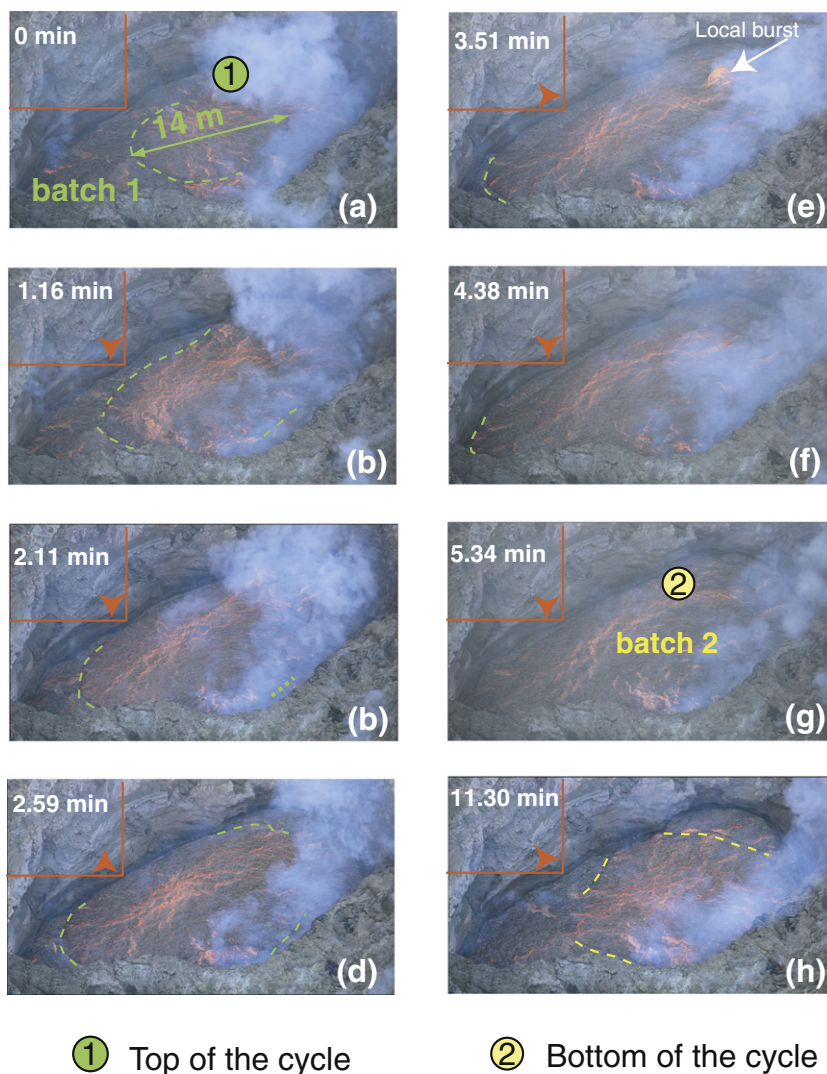 0 min
1
14 m
batch 1
(a)
1.16 min
(b)
2.11 min
(b)
2.59 min
(d)
3.51 min
Local burst
(e)
4.38 min
(f)
5.34 min
2
batch 2
(g)
11.30 min
(h)
1 Top of the cycle
2 Bottom of the cycle